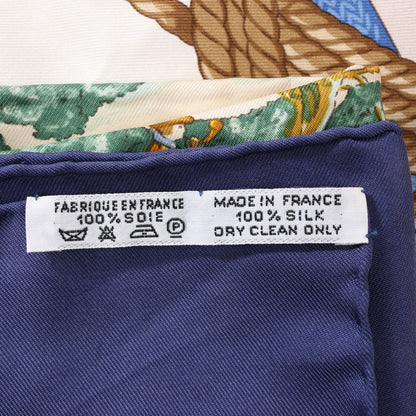 FABRIQUE EN FRANCE
100% SOIE
P
MADE IN FRANCE
100% SILK
DRY CLEAN ONLY